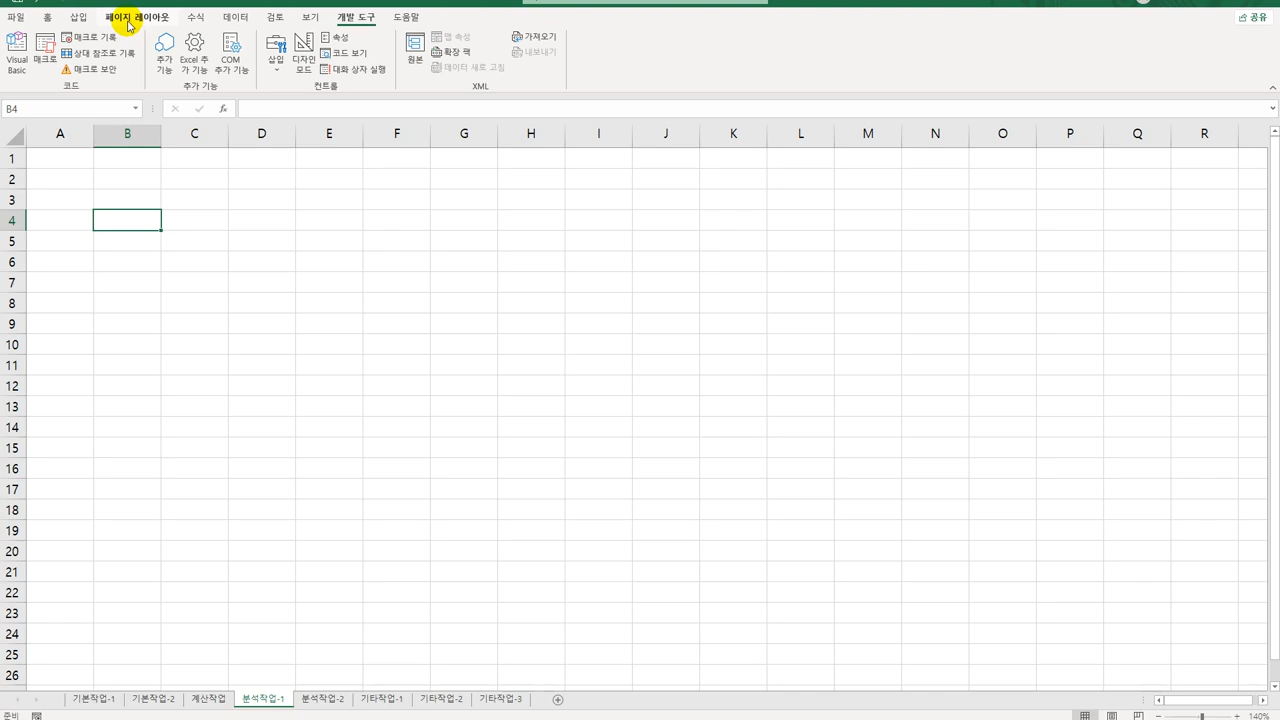 파일 홈 삽입 페이지 레이아웃 수식 데이터 검토 보기 개발 도구 도움말 공유
Visual Basic
매크로
매크로 기록
상대 참조로 기록
매크로 보안
코드
추가 기능
Excel 추가 기능
COM 추가 기능
추가 기능
삽입
디자인 모드
속성
코드 보기
대화 상자 실행
컨트롤
원본
맵 속성
확장 팩
데이터 새로 고침
가져오기
내보내기
XML
B4 fx
A B C D E F G H I J K L M N O P Q R
1
2
3
4
5
6
7
8
9
10
11
12
13
14
15
16
17
18
19
20
21
22
23
24
25
26
기본작업-1 기본작업-2 계산작업 분석작업-1 분석작업-2 기타작업-1 기타작업-2 기타작업-3
준비 140%